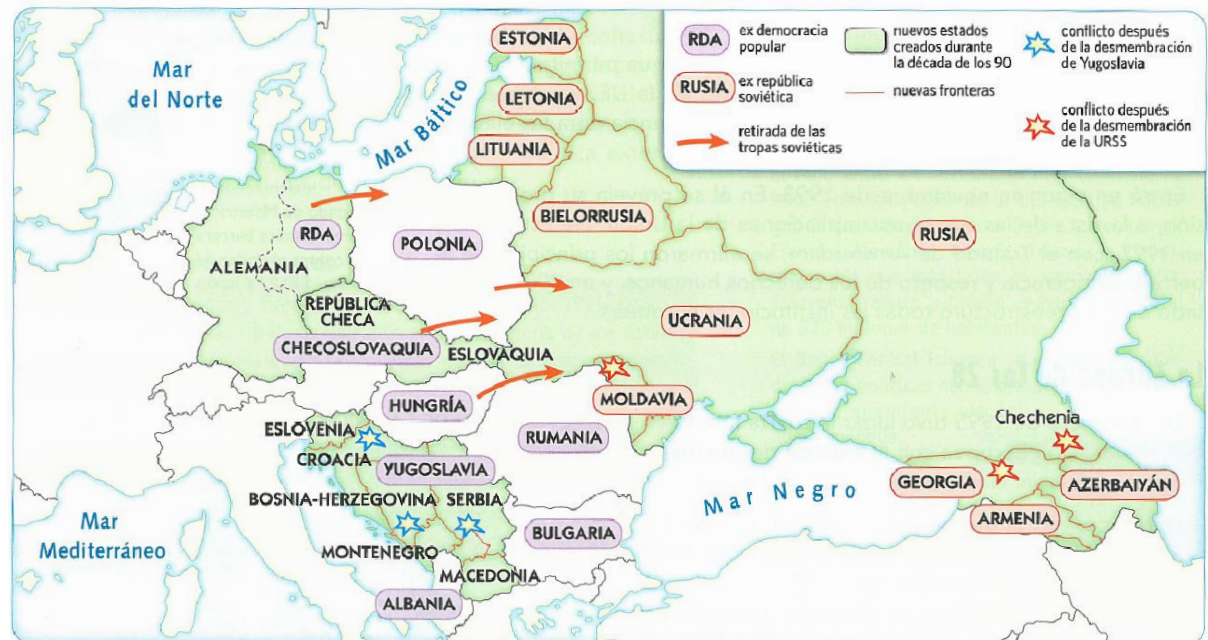 Mar
del Norte
Mar Báltico
ESTONIA
LETONIA
LITUANIA
BIELORRUSIA
RUSIA
RDA
POLONIA
ALEMANIA
REPÚBLICA
CHECA
CHECOSLOVAQUIA
ESLOVAQUIA
UCRANIA
HUNGRÍA
MOLDAVIA
RUMANIA
ESLOVENIA
CROACIA
YUGOSLAVIA
BOSNIA-HERZEGOVINA
SERBIA
MONTENEGRO
BULGARIA
MACEDONIA
ALBANIA
Mar
Mediterráneo
Mar Negro
Chechenia
GEORGIA
AZERBAIYÁN
ARMENIA
RDA
ex democracia
popular
RUSIA
ex república
soviética
retirada de las
tropas soviéticas
nuevos estados
creados durante
la década de los 90
nuevas fronteras
conflicto después
de la desmembración
de Yugoslavia
conflicto después
de la desmembración
de la URSS